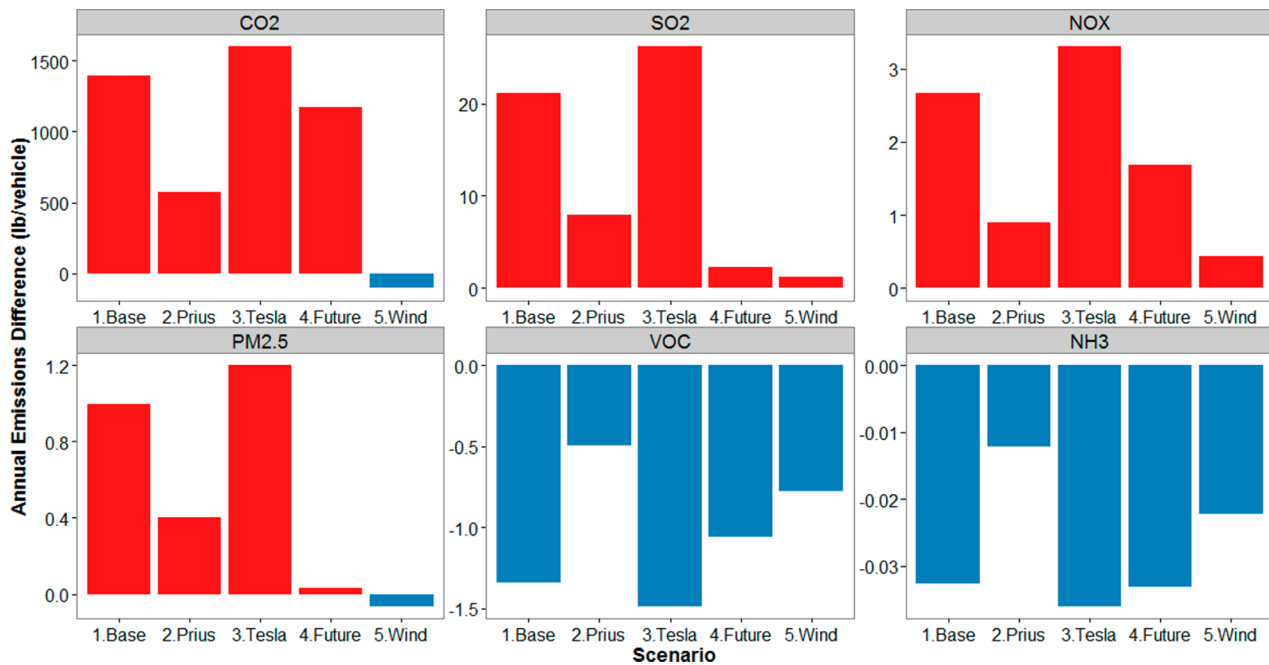 CO2
SO2
NOX
Annual Emissions Difference (lb/vehicle)
1500
1000
500
0
20
10
0
3
2
1
0
1.Base 2.Prius 3.Tesla 4.Future 5.Wind
1.Base 2.Prius 3.Tesla 4.Future 5.Wind
1.Base 2.Prius 3.Tesla 4.Future 5.Wind
PM2.5
VOC
NH3
1.2
0.8
0.4
0.0
0.0
-0.5
-1.0
-1.5
0.00
-0.01
-0.02
-0.03
1.Base 2.Prius 3.Tesla 4.Future 5.Wind
1.Base 2.Prius 3.Tesla 4.Future 5.Wind
1.Base 2.Prius 3.Tesla 4.Future 5.Wind
Scenario